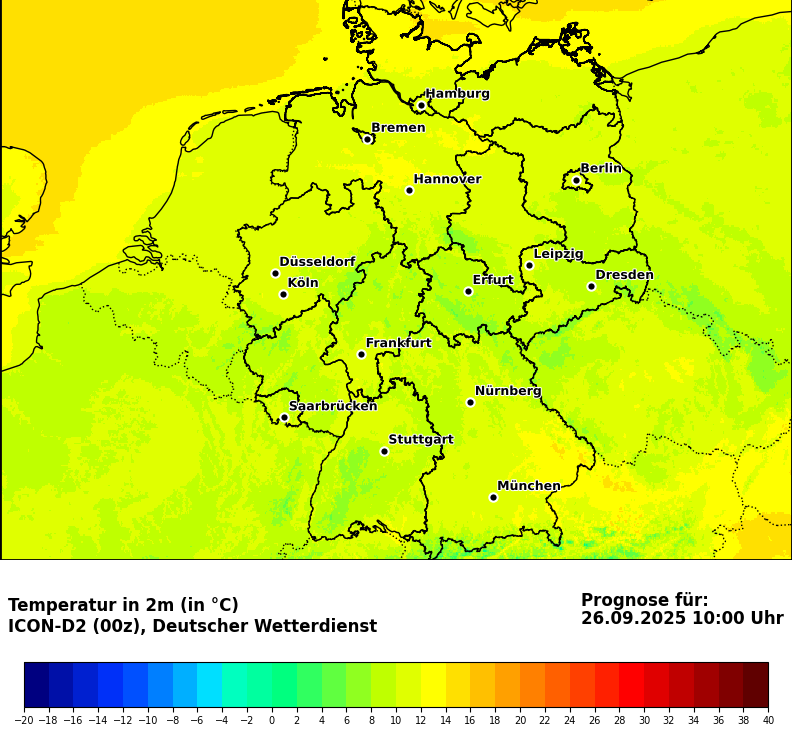 Hamburg
Bremen
Berlin
Hannover
Leipzig
Düsseldorf
Dresden
Köln
Erfurt
Frankfurt
Nürnberg
Saarbrücken
Stuttgart
München
Temperatur in 2m (in °C)
ICON-D2 (00z), Deutscher Wetterdienst
Prognose für:
26.09.2025 10:00 Uhr
−20 −18 −16 −14 −12 −10 −8 −6 −4 −2 0 2 4 6 8 10 12 14 16 18 20 22 24 26 28 30 32 34 36 38 40